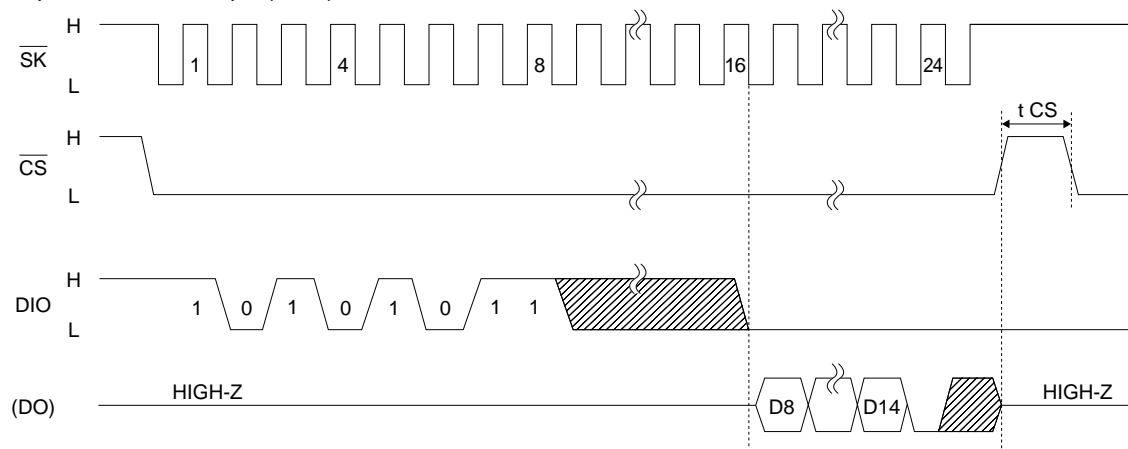 H
SK
L
1 4 8 16 24
t CS
H
CS
L
H
DIO
L
1 0 1 0 1 0 1 1
(DO)
HIGH-Z
D8 D14
HIGH-Z